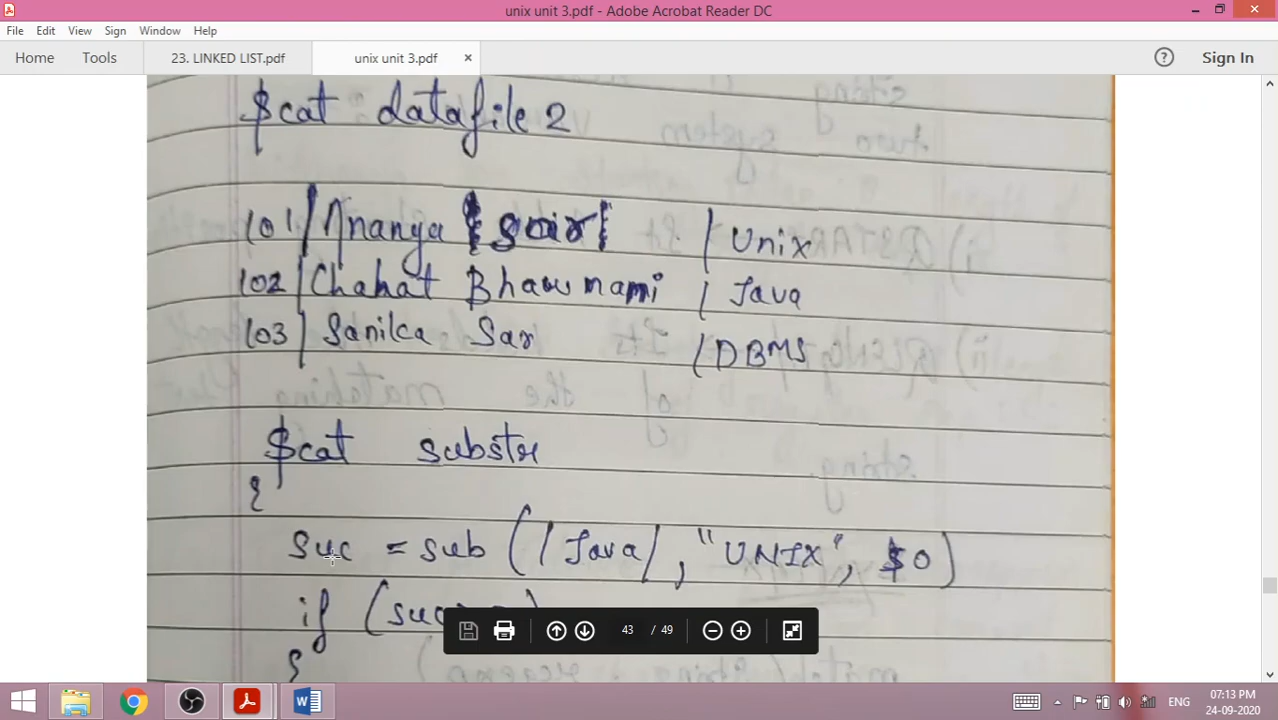 unix unit 3.pdf - Adobe Acrobat Reader DC
File Edit View Sign Window Help
Home Tools 23. LINKED LIST.pdf unix unit 3.pdf × ? Sign In
$cat datafile 2
101| Ananya | Unix
102| Chahat Bhawnani | Java
103| Sanika Sar | DBMS
$cat substr
{
suc = sub (/Java/, "UNIX", $0)
if (suc
43 / 49
ENG 07:13 PM
24-09-2020